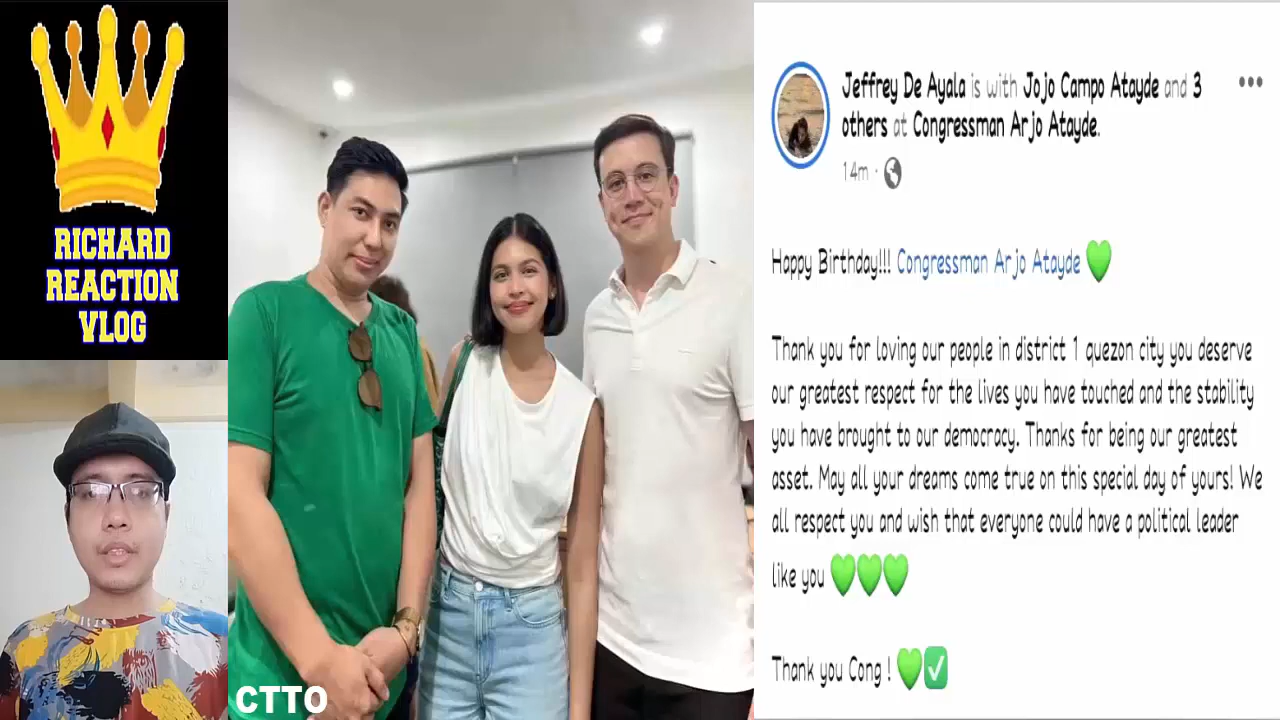 RICHARD
REACTION
VLOG
CTTO
Jeffrey De Ayala is with Jojo Campo Atayde and 3
others at Congressman Arjo Atayde.
14m ·
Happy Birthday!!! Congressman Arjo Atayde 💚
Thank you for loving our people in district 1 quezon city you deserve
our greatest respect for the lives you have touched and the stability
you have brought to our democracy. Thanks for being our greatest
asset. May all your dreams come true on this special day of yours! We
all respect you and wish that everyone could have a political leader
like you 💚💚💚
Thank you Cong ! 💚✅